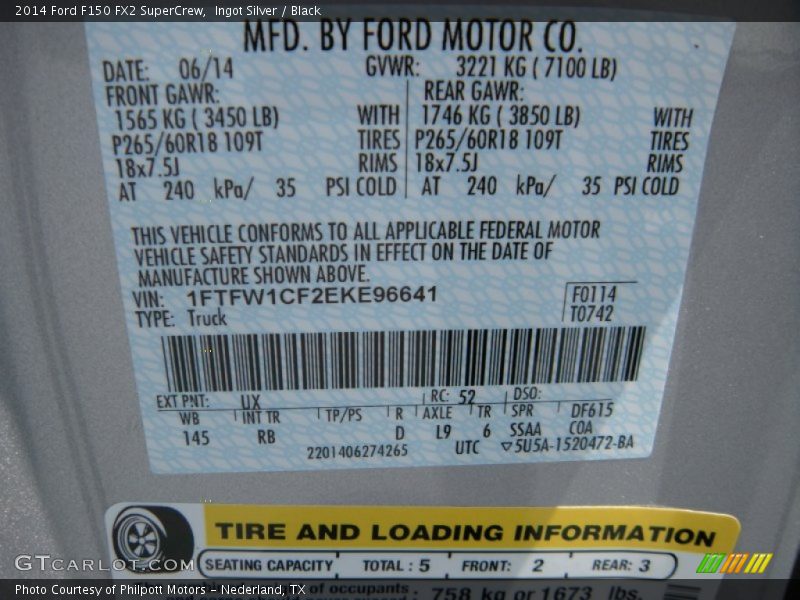 2014 Ford F150 FX2 SuperCrew,  Ingot Silver / Black
MFD. BY FORD MOTOR CO.
DATE: 06/14 GVWR: 3221 KG ( 7100 LB)
FRONT GAWR: REAR GAWR:
1565 KG ( 3450 LB) WITH 1746 KG ( 3850 LB) WITH
P265/60R18 109T TIRES P265/60R18 109T TIRES
18x7.5J RIMS 18x7.5J RIMS
AT 240 kPa/ 35 PSI COLD AT 240 kPa/ 35 PSI COLD
THIS VEHICLE CONFORMS TO ALL APPLICABLE FEDERAL MOTOR
VEHICLE SAFETY STANDARDS IN EFFECT ON THE DATE OF
MANUFACTURE SHOWN ABOVE.
VIN: 1FTFW1CF2EKE96641 F0114
TYPE: Truck T0742
EXT PNT: UX RC: 52 DSO:
WB INT TR TP/PS R AXLE TR SPR DF615
145 RB D L9 6 SSAA COA
2201406274265 UTC ▽5U5A-1520472-BA
TIRE AND LOADING INFORMATION
SEATING CAPACITY TOTAL : 5 FRONT: 2 REAR: 3
of occupants
758 kg or 1673 lbs.
GTCARLOT.COM
Photo Courtesy of Philpott Motors - Nederland, TX